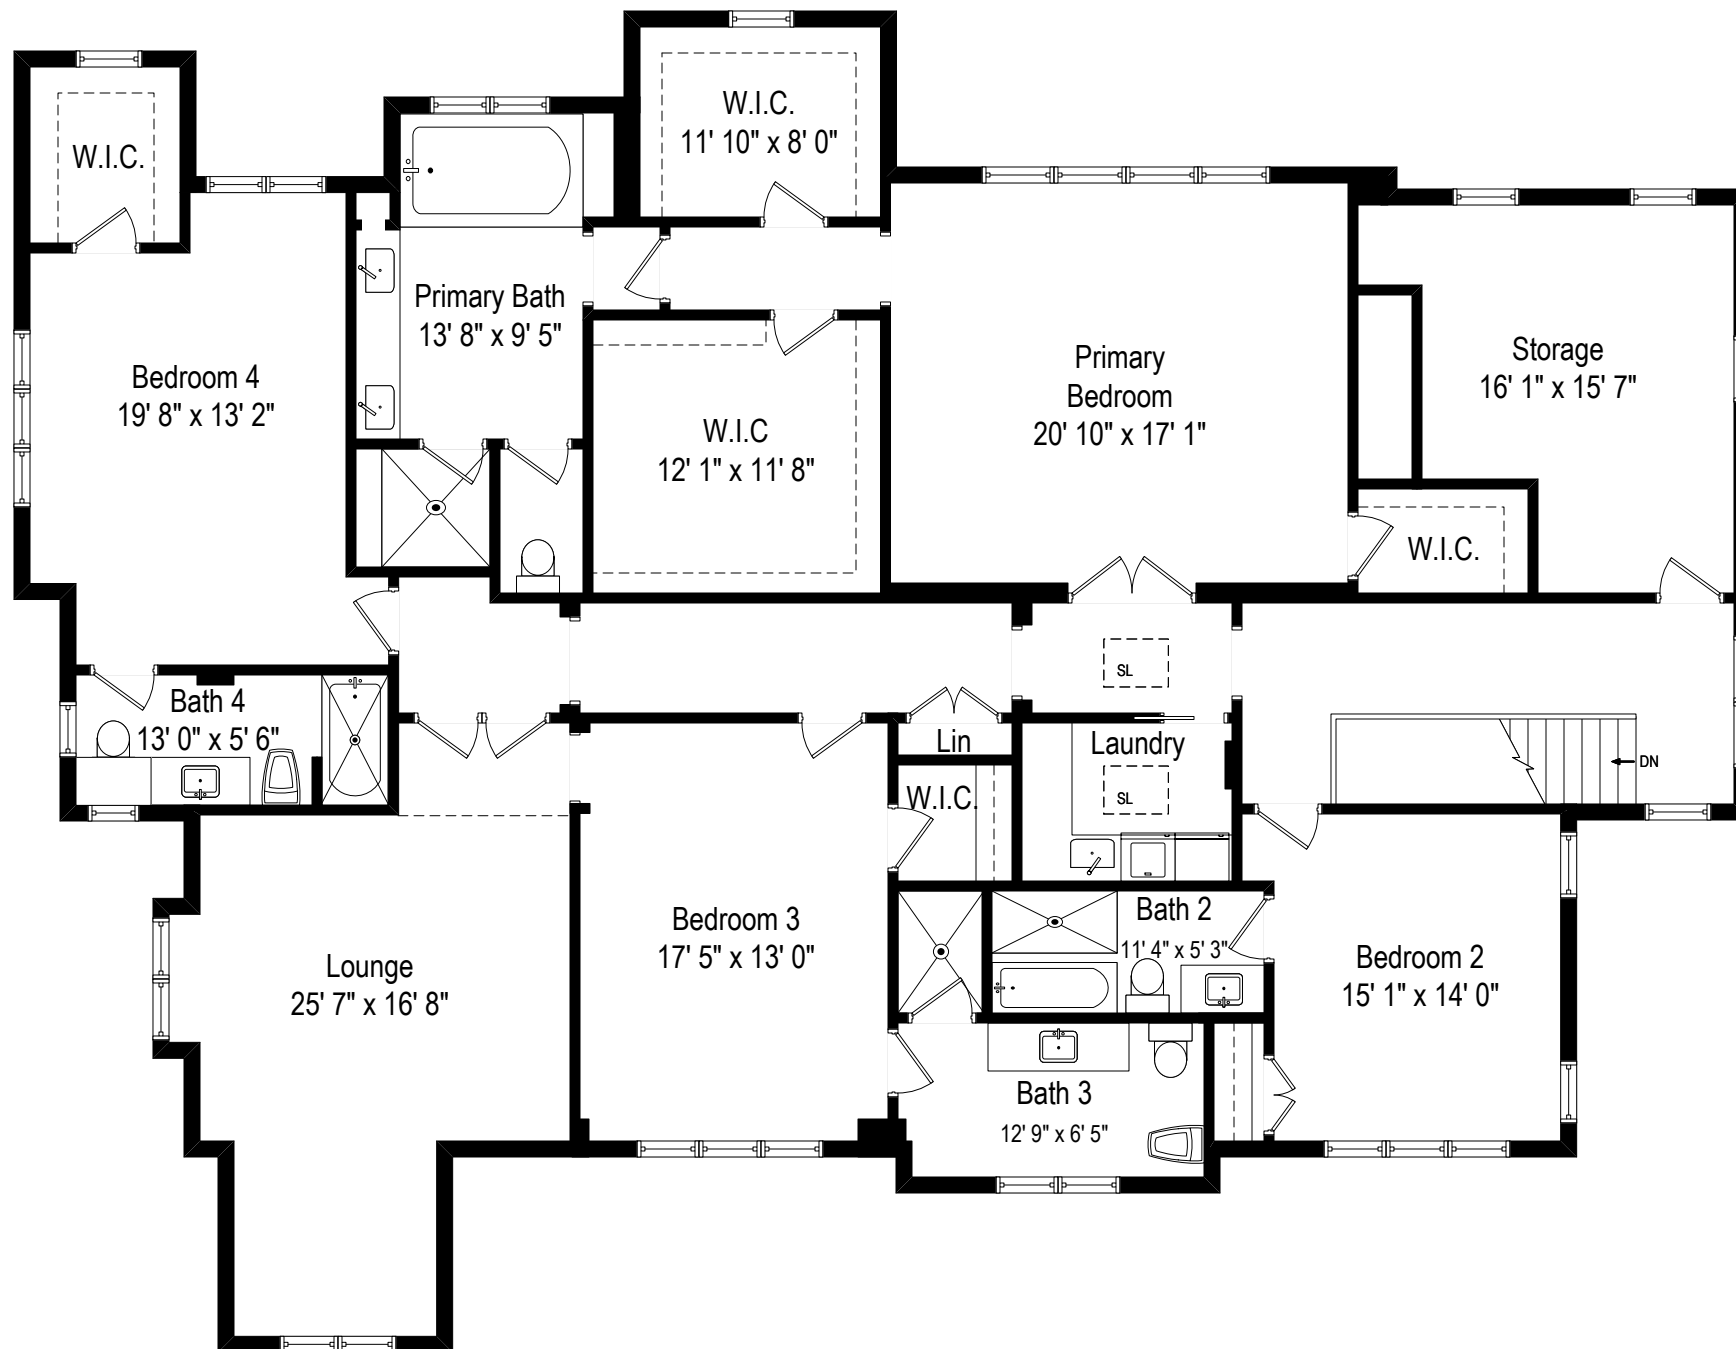 W.I.C.
11' 10" x 8' 0"
W.I.C.
Primary Bath
13' 8" x 9' 5"
Bedroom 4
19' 8" x 13' 2"
W.I.C
12' 1" x 11' 8"
Primary
Bedroom
20' 10" x 17' 1"
Storage
16' 1" x 15' 7"
W.I.C.
SL
Bath 4
13' 0" x 5' 6"
Lin
Laundry
SL
DN
W.I.C.
Lounge
25' 7" x 16' 8"
Bedroom 3
17' 5" x 13' 0"
Bath 2
11' 4" x 5' 3"
Bedroom 2
15' 1" x 14' 0"
Bath 3
12' 9" x 6' 5"